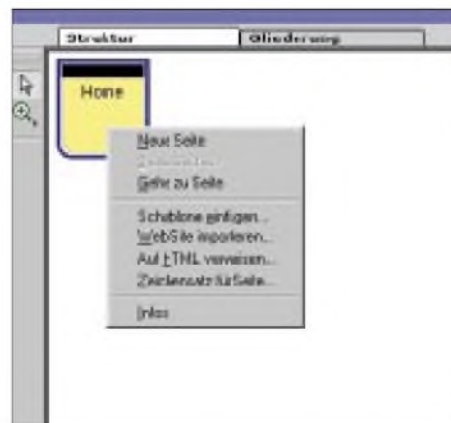 Struktur
Gliederung
Home
Neue Seite
Gehe zu Seite
Schablone einfügen...
WebSite importieren...
Auf HTML verweisen...
Zeichensatz für Seite...
Infos